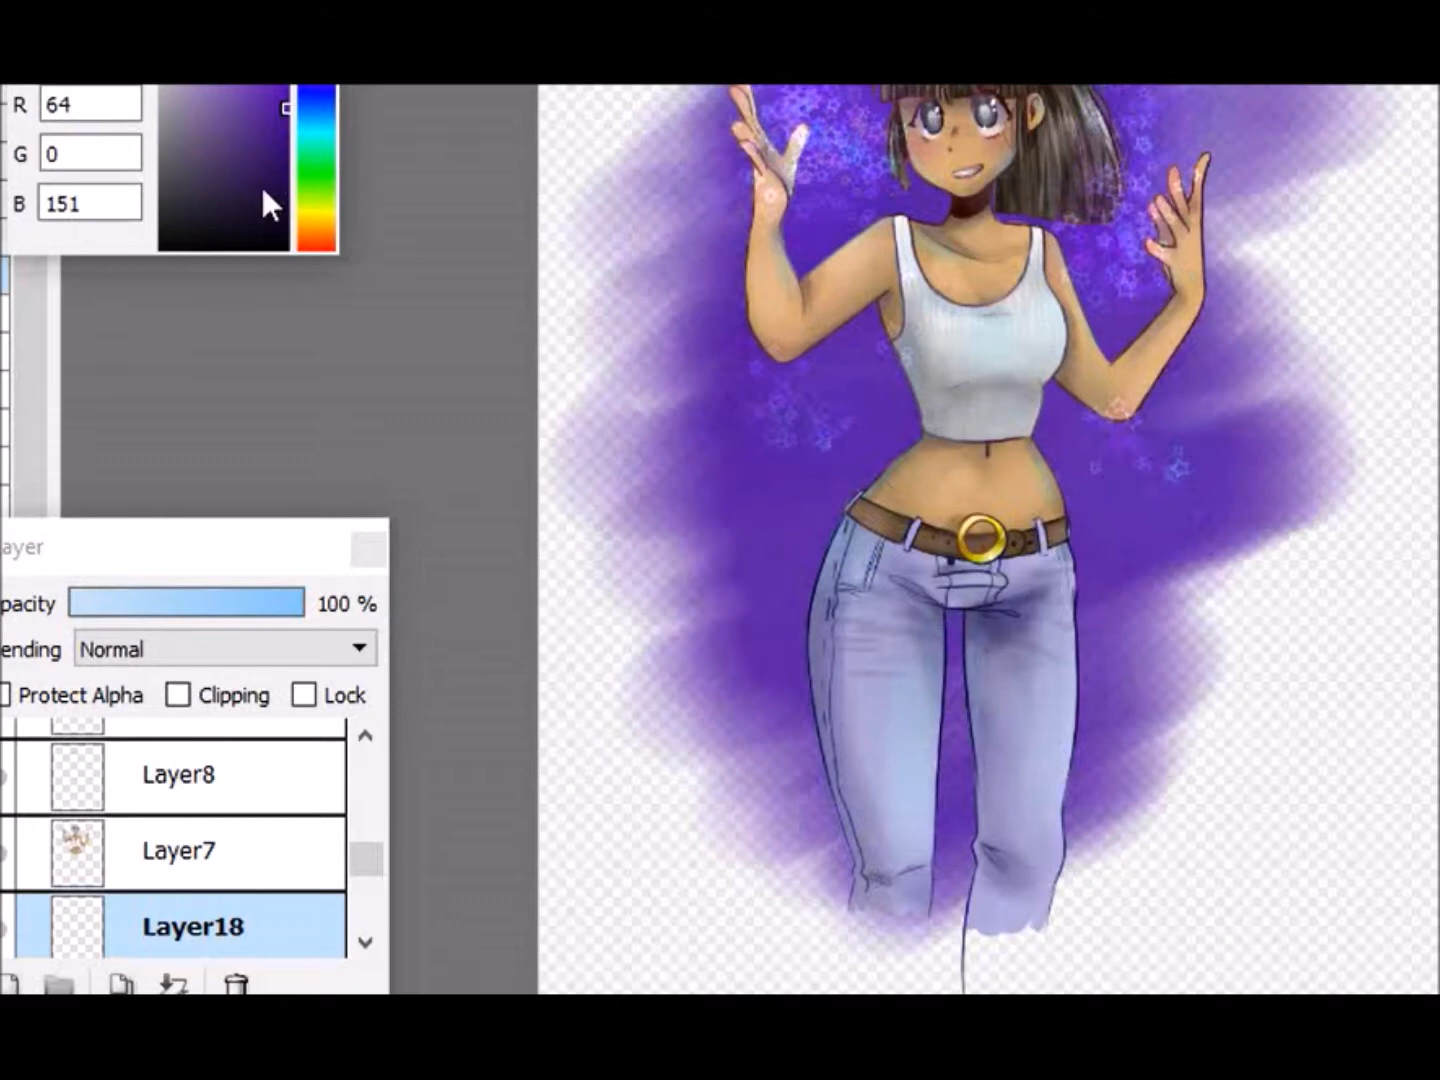 R 64
G 0
B 151
ayer
pacity 100 %
ending Normal
Protect Alpha Clipping Lock
Layer8
Layer7
Layer18